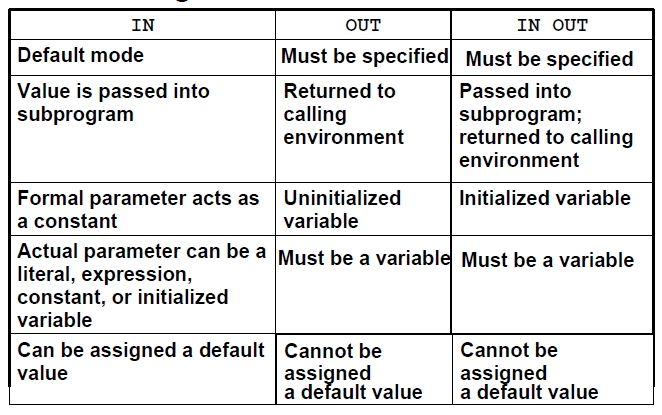 IN OUT IN OUT
Default mode Must be specified Must be specified
Value is passed into
subprogram
Returned to
calling
environment
Passed into
subprogram;
returned to calling
environment
Formal parameter acts as
a constant
Uninitialized
variable
Initialized variable
Actual parameter can be a
literal, expression,
constant, or initialized
variable
Must be a variable
Must be a variable
Can be assigned a default
value
Cannot be
assigned
a default value
Cannot be
assigned
a default value